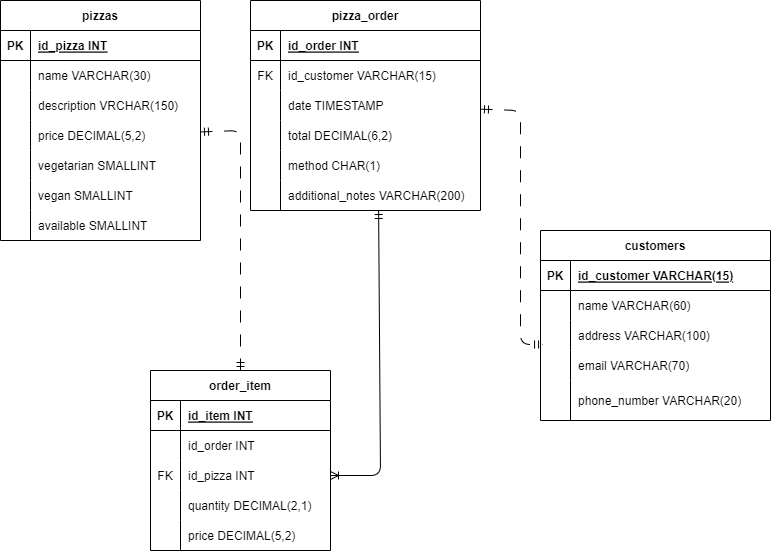 pizzas
PK id_pizza INT
name VARCHAR(30)
description VRCHAR(150)
price DECIMAL(5,2)
vegetarian SMALLINT
vegan SMALLINT
available SMALLINT
pizza_order
PK id_order INT
FK id_customer VARCHAR(15)
date TIMESTAMP
total DECIMAL(6,2)
method CHAR(1)
additional_notes VARCHAR(200)
customers
PK id_customer VARCHAR(15)
name VARCHAR(60)
address VARCHAR(100)
email VARCHAR(70)
phone_number VARCHAR(20)
order_item
PK id_item INT
id_order INT
FK id_pizza INT
quantity DECIMAL(2,1)
price DECIMAL(5,2)